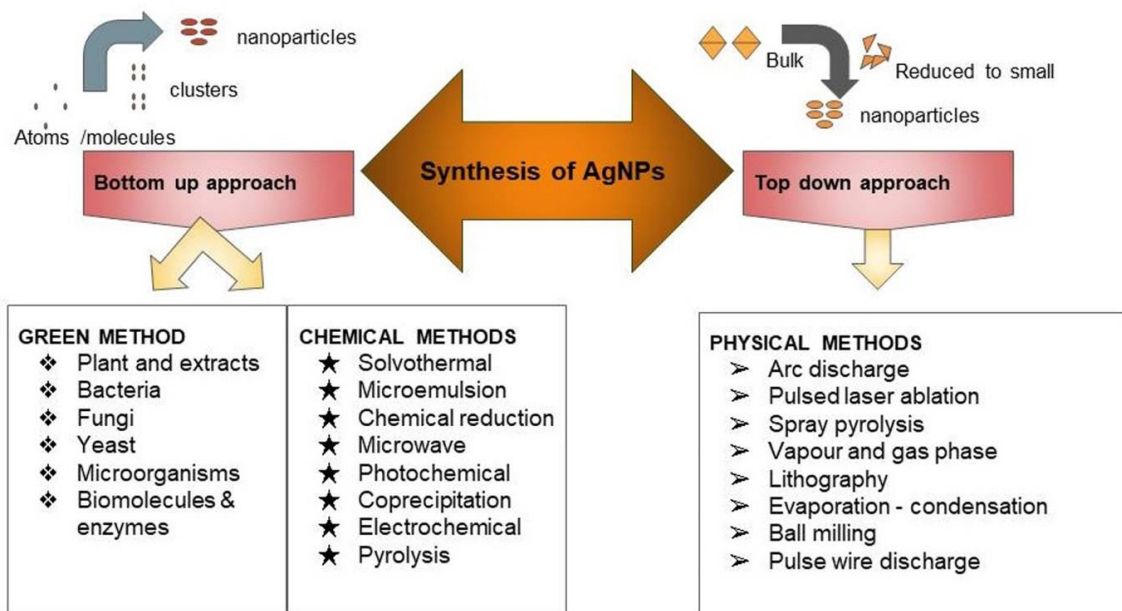 nanoparticles
clusters
Atoms /molecules
Bulk
Reduced to small
nanoparticles
Synthesis of AgNPs
Bottom up approach
Top down approach
GREEN METHOD
❖ Plant and extracts
❖ Bacteria
❖ Fungi
❖ Yeast
❖ Microorganisms
❖ Biomolecules &
enzymes
CHEMICAL METHODS
★ Solvothermal
★ Microemulsion
★ Chemical reduction
★ Microwave
★ Photochemical
★ Coprecipitation
★ Electrochemical
★ Pyrolysis
PHYSICAL METHODS
➢ Arc discharge
➢ Pulsed laser ablation
➢ Spray pyrolysis
➢ Vapour and gas phase
➢ Lithography
➢ Evaporation - condensation
➢ Ball milling
➢ Pulse wire discharge